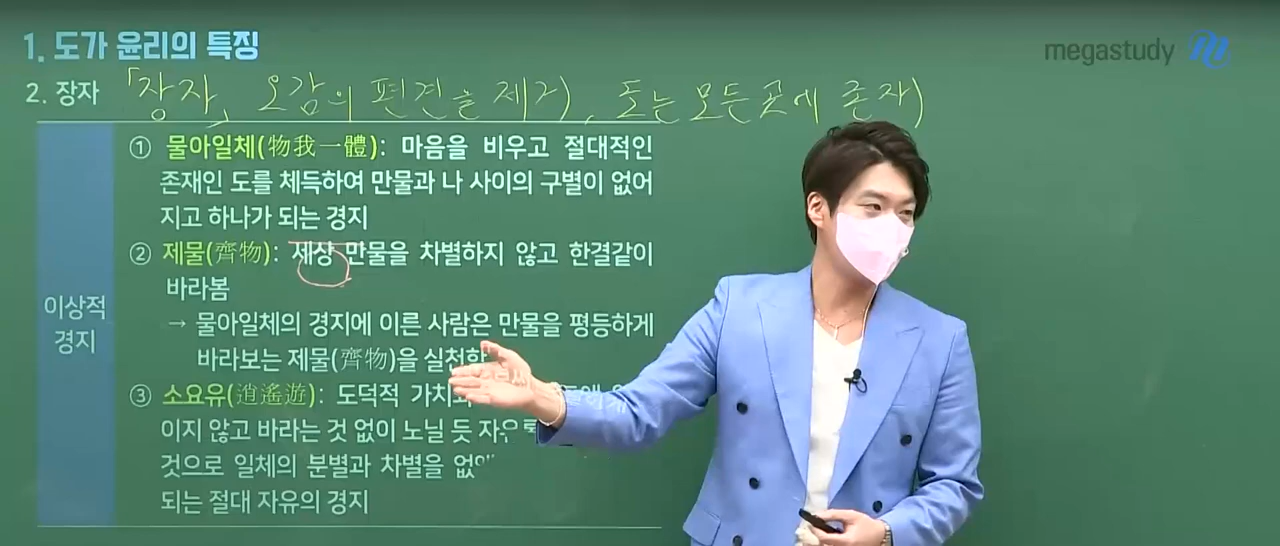 1. 도가 윤리의 특징
megastudy
2. 장자 「장자」 오감의 편견을 제거, 도는 모든곳에 존재
이상적
경지
① 물아일체(物我一體): 마음을 비우고 절대적인
존재인 도를 체득하여 만물과 나 사이의 구별이 없어
지고 하나가 되는 경지
② 제물(齊物): 세상 만물을 차별하지 않고 한결같이
바라봄
→ 물아일체의 경지에 이른 사람은 만물을 평등하게
바라보는 제물(齊物)을 실천함
③ 소요유(逍遙遊): 도덕적 가치
이지 않고 바라는 것 없이 노닐 듯
것으로 일체의 분별과 차별을
되는 절대 자유의 경지